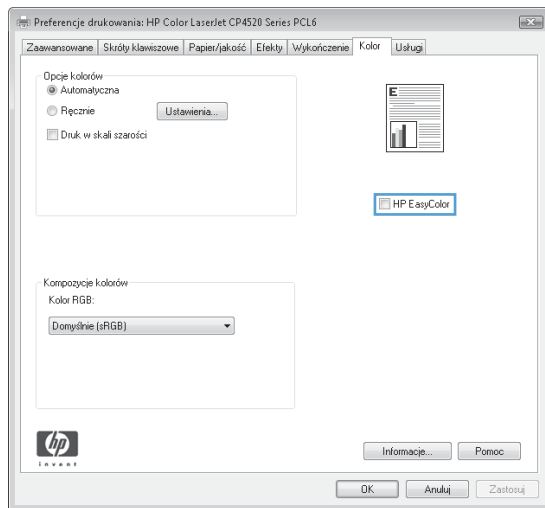 Preferencje drukowania: HP Color LaserJet CP4520 Series PCL6
Zaawansowane Skróty klawiszowe Papier/jakość Efekty Wykończenie Kolor Usługi
Opcje kolorów
Automatyczna
Ręcznie Ustawienia...
Druk w skali szarości
E
HP EasyColor
Kompozycje kolorów
Kolor RGB:
Domyślnie (sRGB)
hp
invent
Informacje... Pomoc
OK Anuluj Zastosuj